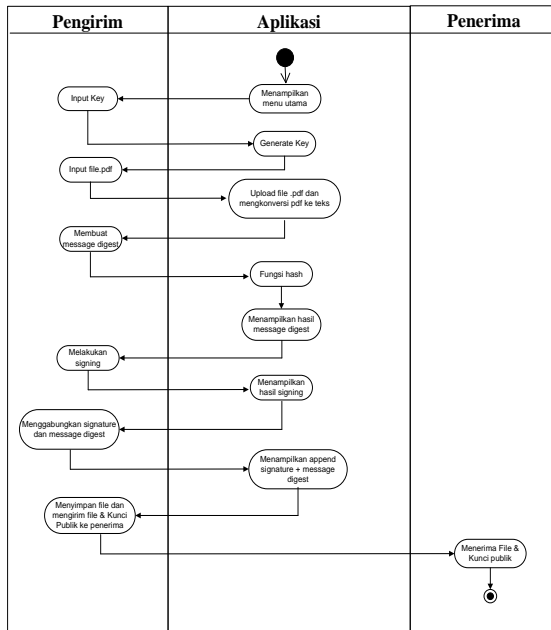 Pengirim
Aplikasi
Penerima
Menampilkan
menu utama
Input Key
Generate Key
Input file.pdf
Upload file .pdf dan
mengkonversi pdf ke teks
Membuat
message digest
Fungsi hash
Menampilkan hasil
message digest
Melakukan
signing
Menampilkan
hasil signing
Menggabungkan signature
dan message digest
Menampilkan append
signature + message
digest
Menyimpan file dan
mengirim file & Kunci
Publik ke penerima
Menerima File &
Kunci publik